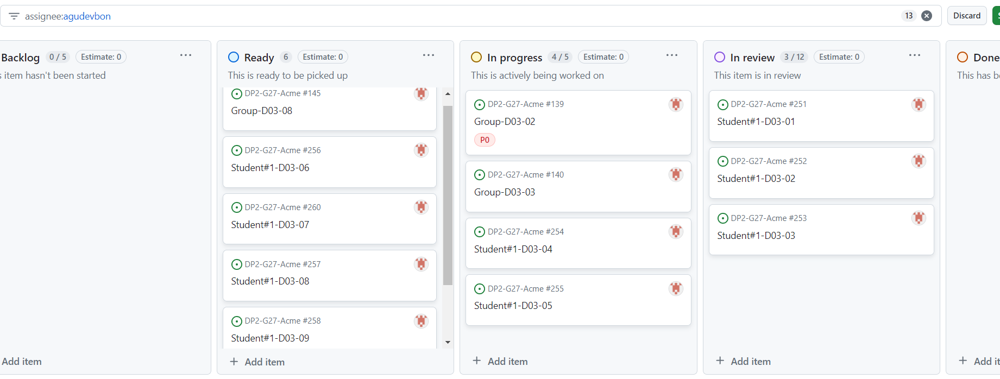 assignee:agudevbon
13
Discard
Backlog 0 / 5 Estimate: 0
s item hasn't been started
Add item
Ready 6 Estimate: 0
This is ready to be picked up
DP2-G27-Acme #145
Group-D03-08
DP2-G27-Acme #256
Student#1-D03-06
DP2-G27-Acme #260
Student#1-D03-07
DP2-G27-Acme #257
Student#1-D03-08
DP2-G27-Acme #258
Student#1-D03-09
+ Add item
In progress 4 / 5 Estimate: 0
This is actively being worked on
DP2-G27-Acme #139
Group-D03-02
P0
DP2-G27-Acme #140
Group-D03-03
DP2-G27-Acme #254
Student#1-D03-04
DP2-G27-Acme #255
Student#1-D03-05
+ Add item
In review 3 / 12 Estimate: 0
This item is in review
DP2-G27-Acme #251
Student#1-D03-01
DP2-G27-Acme #252
Student#1-D03-02
DP2-G27-Acme #253
Student#1-D03-03
+ Add item
Done
This has b
+ Add it